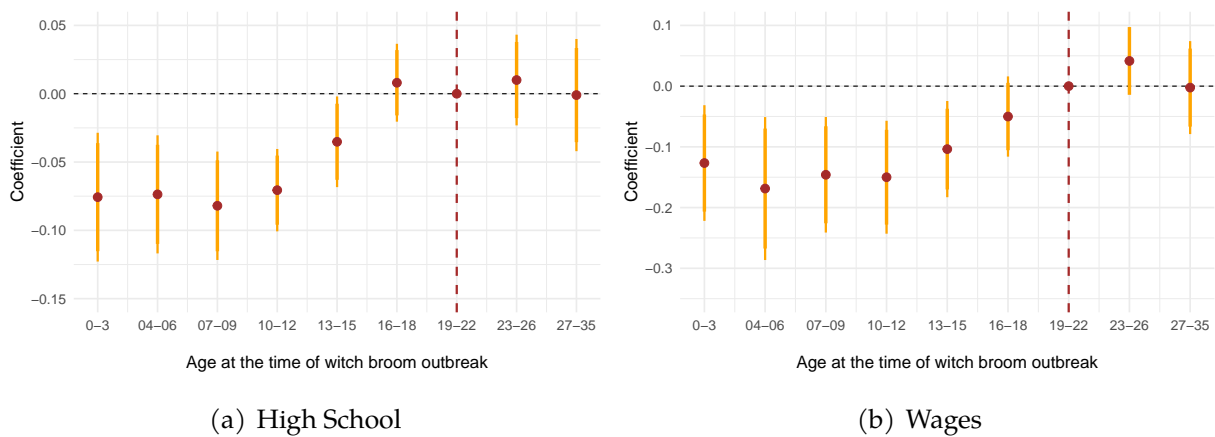 0.05
0.00
−0.05
−0.10
−0.15
Coefficient
0−3 04−06 07−09 10−12 13−15 16−18 19−22 23−26 27−35
Age at the time of witch broom outbreak
(a) High School
0.1
0.0
−0.1
−0.2
−0.3
Coefficient
0−3 04−06 07−09 10−12 13−15 16−18 19−22 23−26 27−35
Age at the time of witch broom outbreak
(b) Wages